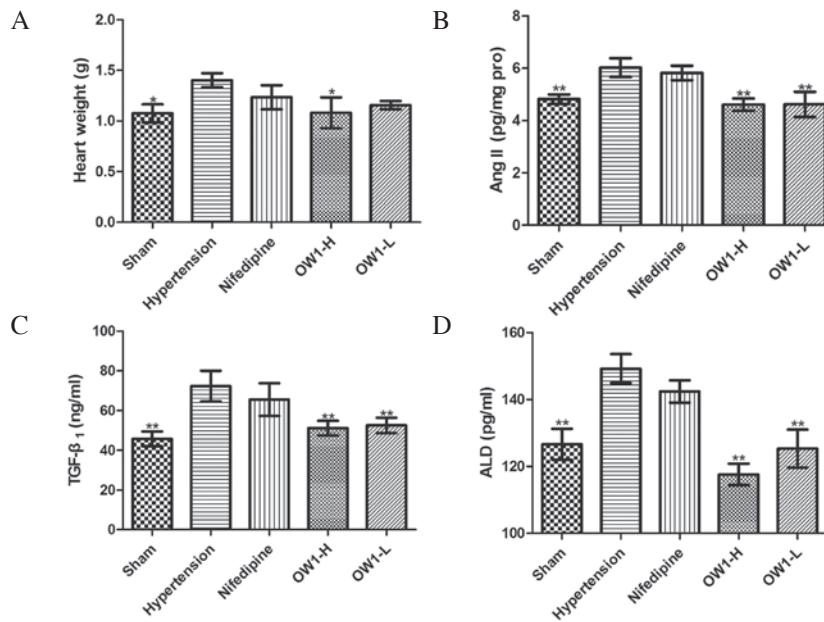 A
Heart weight (g)
2.0
1.5
1.0
0.5
0.0
*
*
Sham
Hypertension
Nifedipine
OW1-H
OW1-L
B
Ang II (pg/mg pro)
8
6
4
2
0
**
**
**
Sham
Hypertension
Nifedipine
OW1-H
OW1-L
C
TGF-β 1 (ng/ml)
100
80
60
40
20
0
**
**
**
Sham
Hypertension
Nifedipine
OW1-H
OW1-L
D
ALD (pg/ml)
160
140
120
100
**
**
**
Sham
Hypertension
Nifedipine
OW1-H
OW1-L